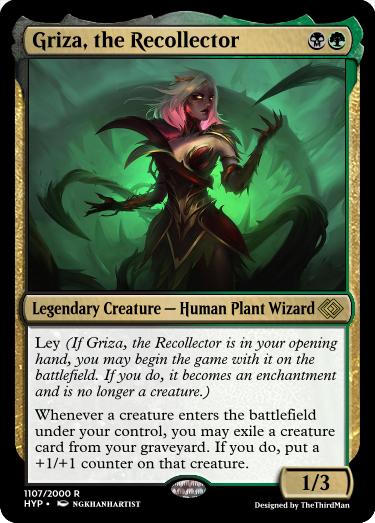 Griza, the Recollector
Legendary Creature — Human Plant Wizard
Ley (If Griza, the Recollector is in your opening
hand, you may begin the game with it on the
battlefield. If you do, it becomes an enchantment
and is no longer a creature.)
Whenever a creature enters the battlefield
under your control, you may exile a creature
card from your graveyard. If you do, put a
+1/+1 counter on that creature.
1/3
1107/2000 R
HYP • NGKHANHARTIST
Designed by TheThirdMan